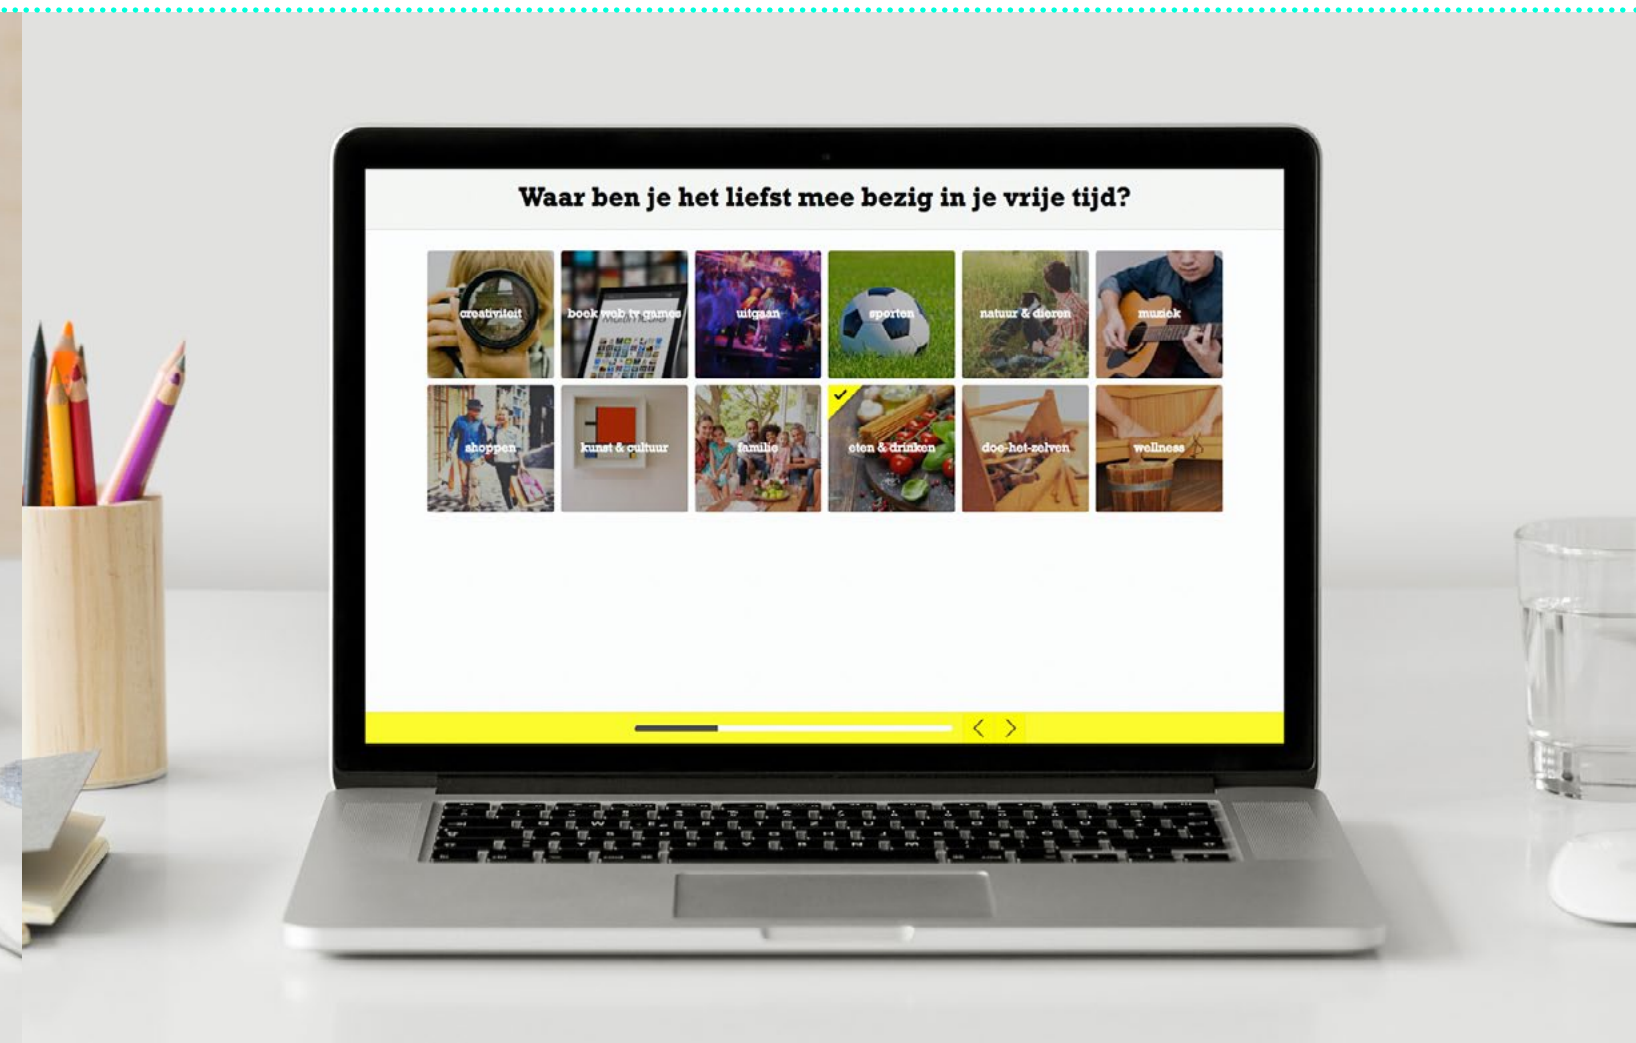 Waar ben je het liefst mee bezig in je vrije tijd?
creativiteit
boek web tv games
uitgaan
sporten
natuur & dieren
muziek
shoppen
kunst & cultuur
familie
eten & drinken
doe-het-zelven
wellness